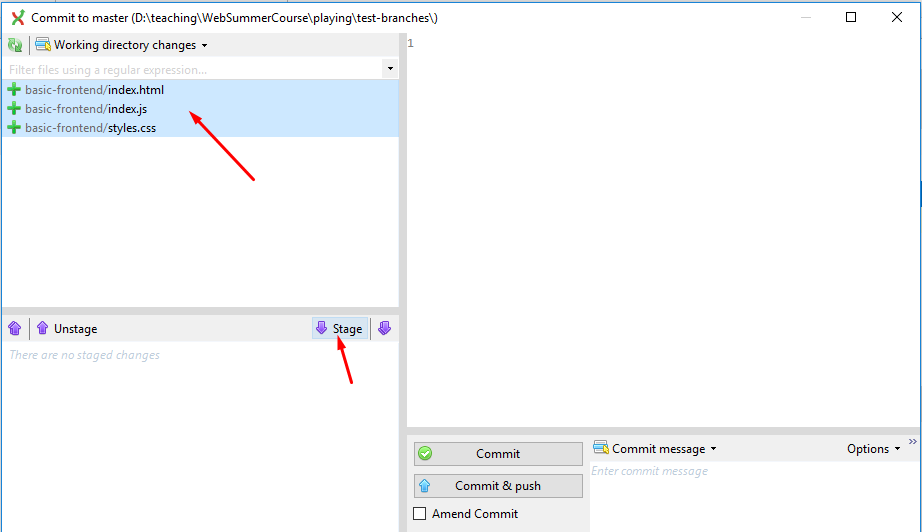 Commit to master (D:\teaching\WebSummerCourse\playing\test-branches\)
Working directory changes
Filter files using a regular expression...
basic-frontend/index.html
basic-frontend/index.js
basic-frontend/styles.css
Unstage
Stage
There are no staged changes
1
Commit
Commit & push
Amend Commit
Commit message
Options
Enter commit message